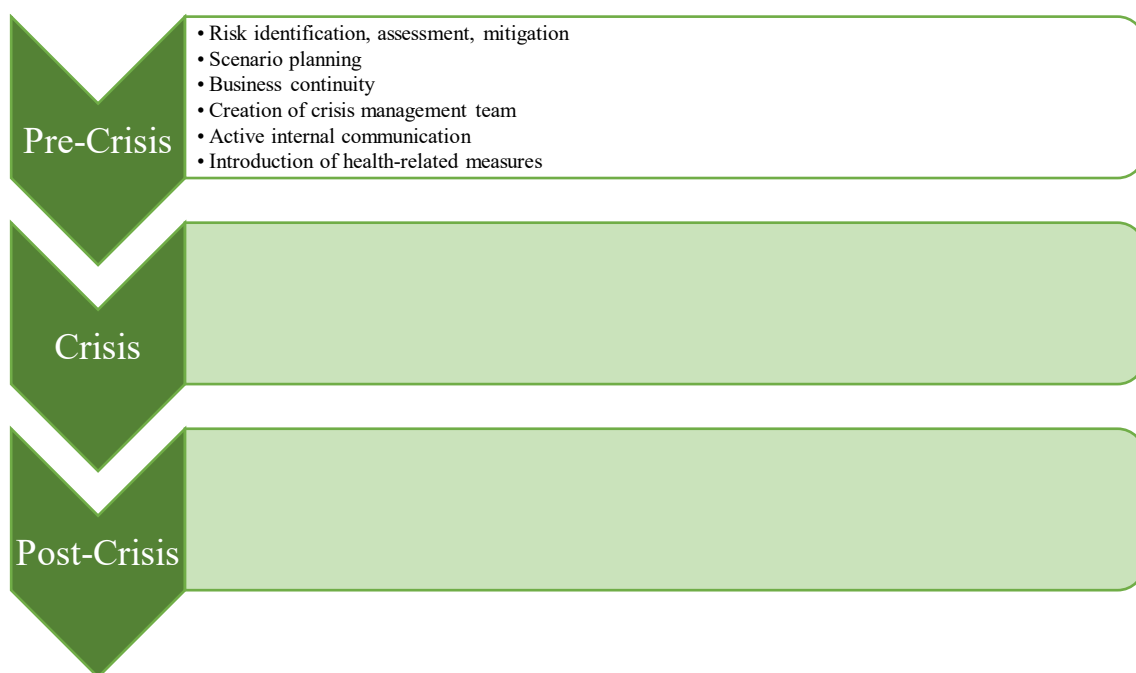 Pre-Crisis
• Risk identification, assessment, mitigation
• Scenario planning
• Business continuity
• Creation of crisis management team
• Active internal communication
• Introduction of health-related measures
Crisis
Post-Crisis